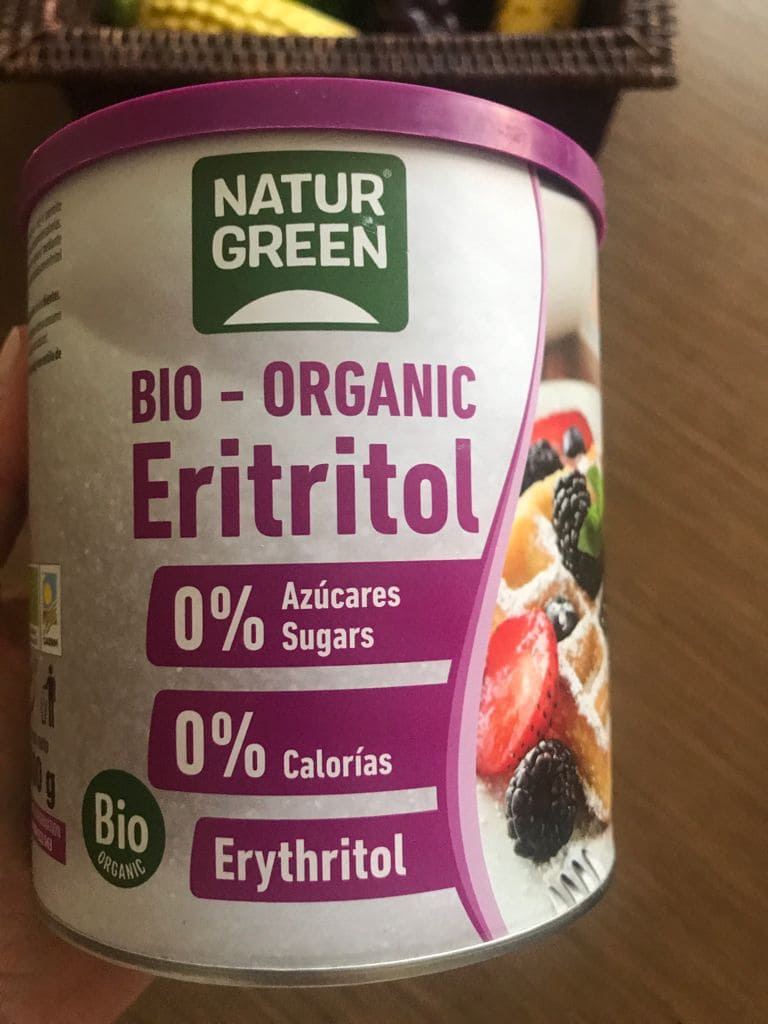 NATUR®
GREEN
BIO - ORGANIC
Eritritol
0% Azúcares
Sugars
0% Calorías
Erythritol
Bio
ORGANIC
g